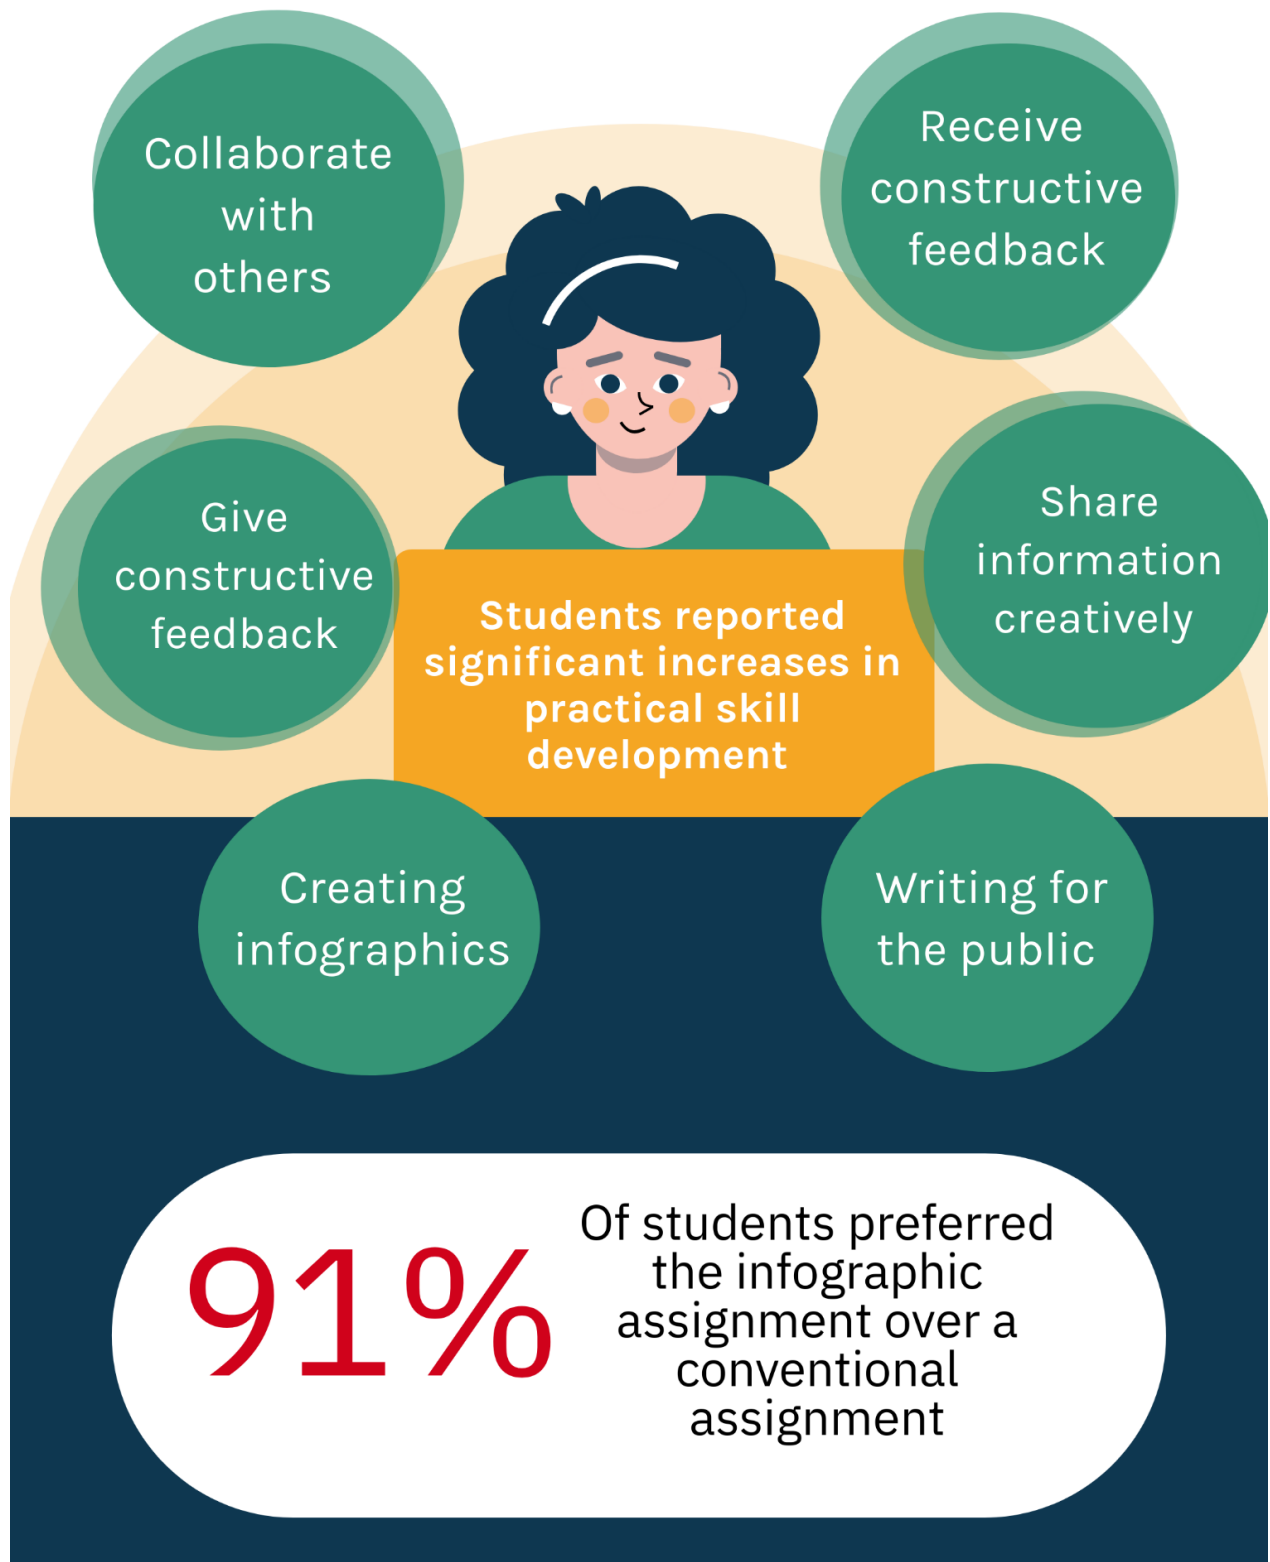 Collaborate
with
others
Receive
constructive
feedback
Give
constructive
feedback
Share
information
creatively
Students reported
significant increases in
practical skill
development
Creating
infographics
Writing for
the public
91%
Of students preferred
the infographic
assignment over a
conventional
assignment